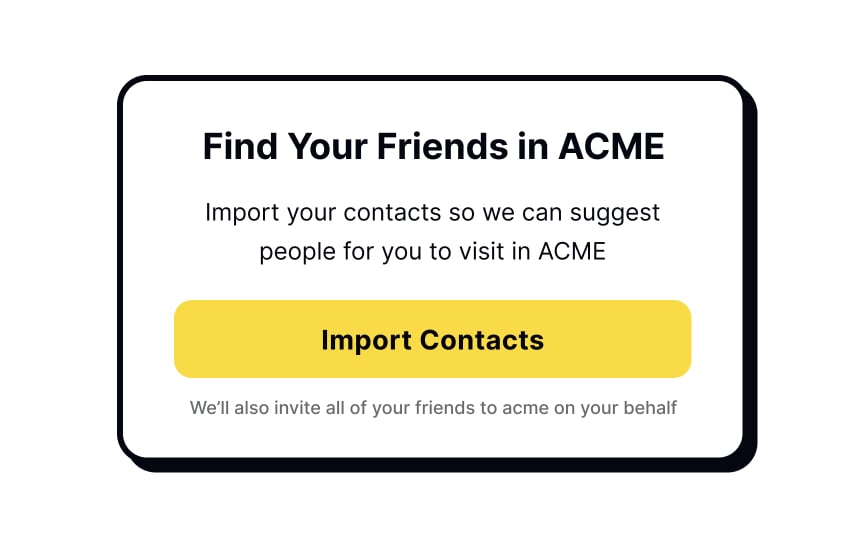 Find Your Friends in ACME
Import your contacts so we can suggest
people for you to visit in ACME
Import Contacts
We’ll also invite all of your friends to acme on your behalf